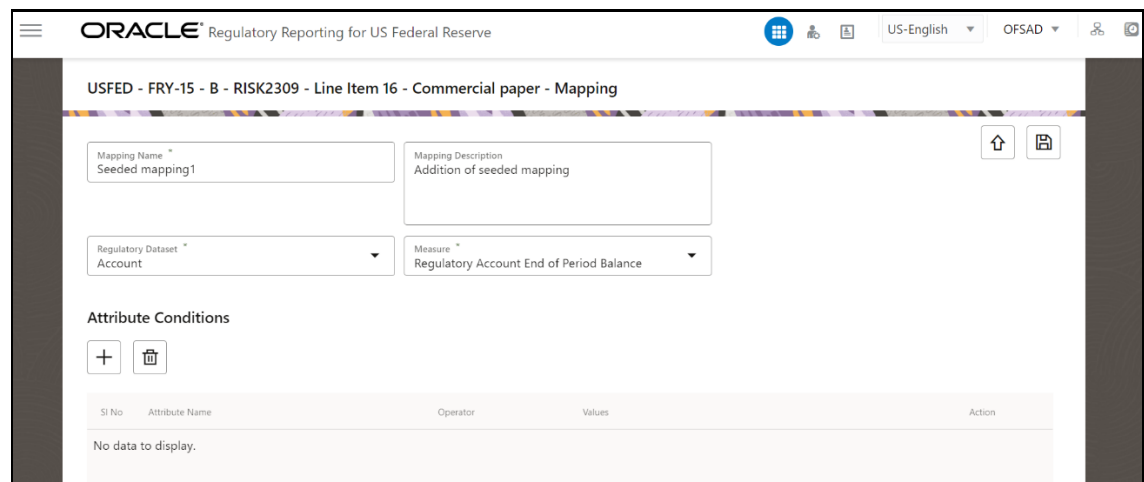 ORACLE® Regulatory Reporting for US Federal Reserve
US-English
OFSAD
USFED - FRY-15 - B - RISK2309 - Line Item 16 - Commercial paper - Mapping
Mapping Name *
Seeded mapping1
Mapping Description
Addition of seeded mapping
Regulatory Dataset *
Account
Measure *
Regulatory Account End of Period Balance
Attribute Conditions
SI No Attribute Name Operator Values Action
No data to display.